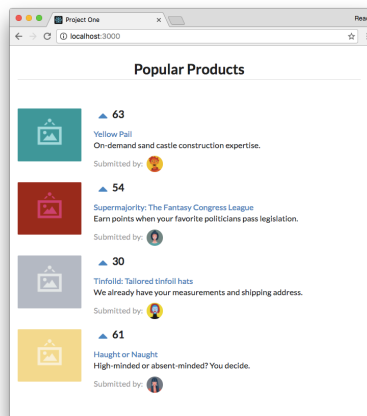 Project One
Rea
localhost:3000
Popular Products
63
Yellow Pail
On-demand sand castle construction expertise.
Submitted by:
54
Supermajority: The Fantasy Congress League
Earn points when your favorite politicians pass legislation.
Submitted by:
30
Tinfoild: Tailored tinfoil hats
We already have your measurements and shipping address.
Submitted by:
61
Haught or Naught
High-minded or absent-minded? You decide.
Submitted by: